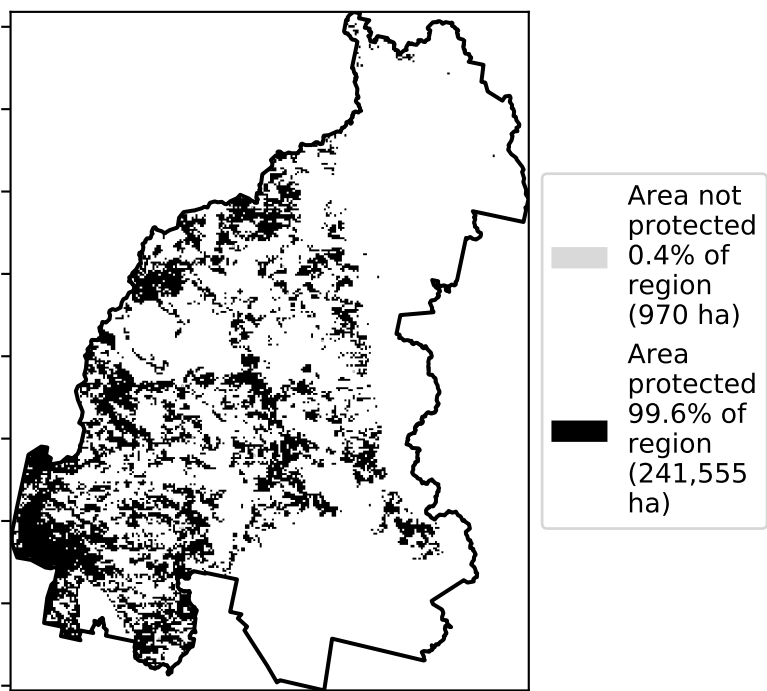 Area not
protected
0.4% of
region
(970 ha)
Area
protected
99.6% of
region
(241,555
ha)